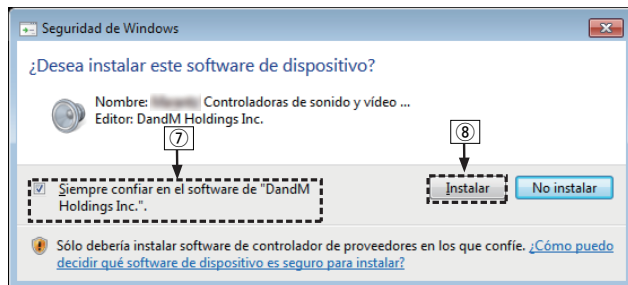 Seguridad de Windows
¿Desea instalar este software de dispositivo?
Nombre: Controladoras de sonido y vídeo ...
Editor: DandM Holdings Inc.
⑦
⑧
Siempre confiar en el software de "DandM
Holdings Inc.".
Instalar
No instalar
Sólo debería instalar software de controlador de proveedores en los que confíe. ¿Cómo puedo
decidir qué software de dispositivo es seguro para instalar?